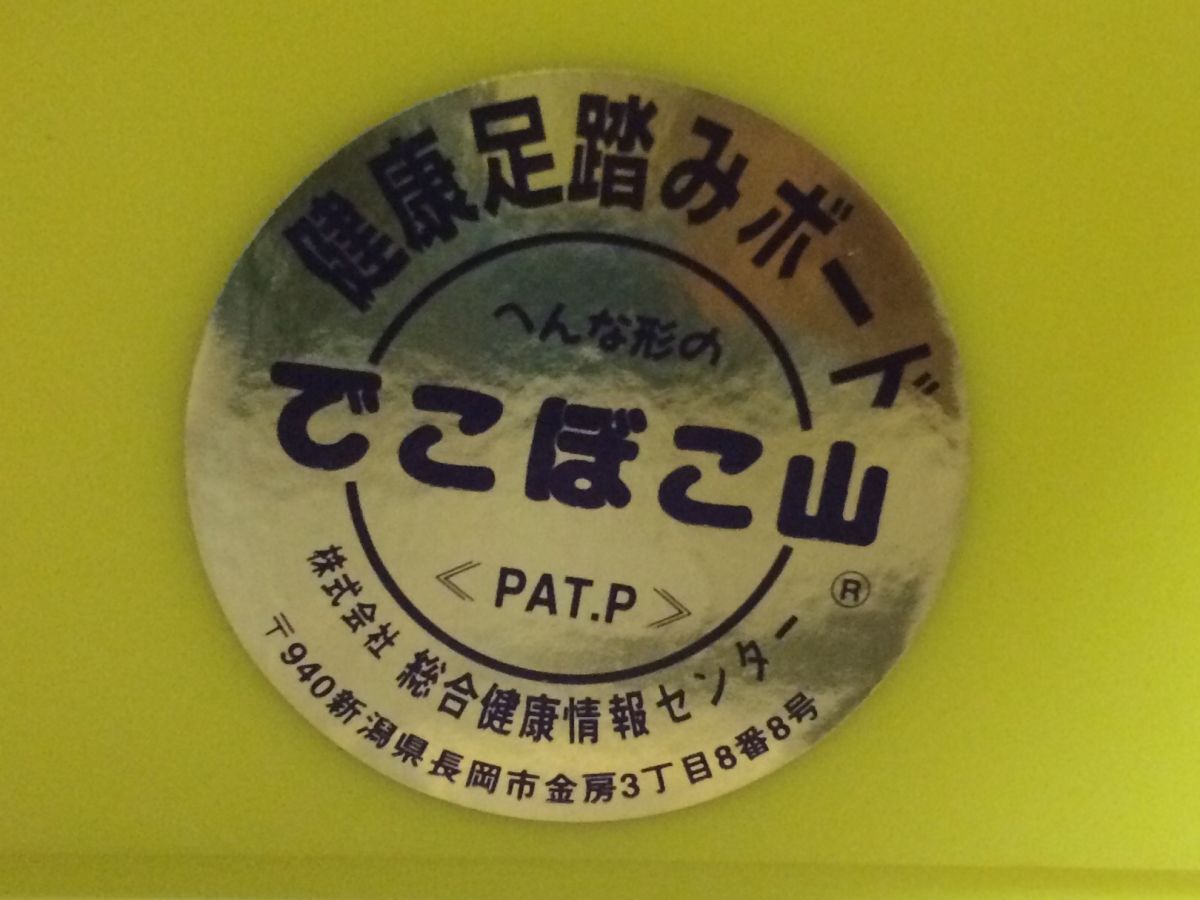 健康足踏みボード
へんな形の
でこぼこ山
≪ PAT.P ≫
®
株式会社 総合健康情報センター
〒940新潟県長岡市金房3丁目8番8号